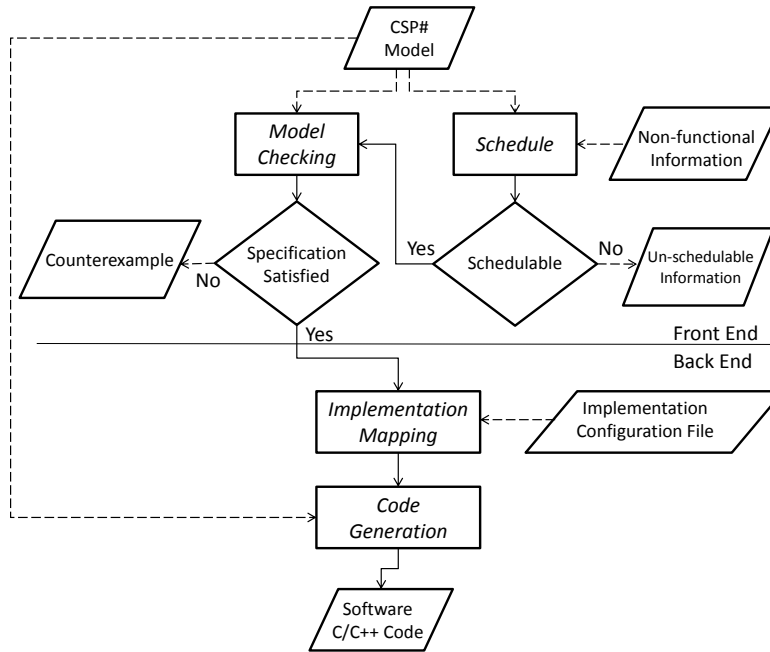 CSP#
Model
Model
Checking
Schedule
Non-functional
Information
Counterexample
No
Specification
Satisfied
Yes
Schedulable
No
Un-schedulable
Information
Yes
Front End
Back End
Implementation
Mapping
Implementation
Configuration File
Code
Generation
Software
C/C++ Code